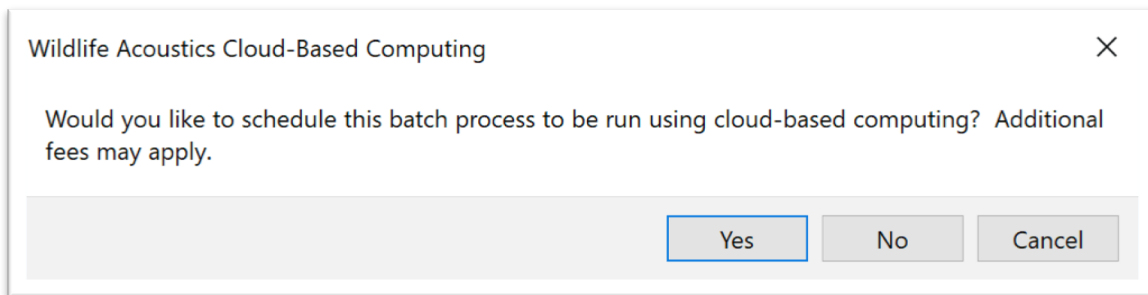 Wildlife Acoustics Cloud-Based Computing
Would you like to schedule this batch process to be run using cloud-based computing?  Additional
fees may apply.
Yes No Cancel